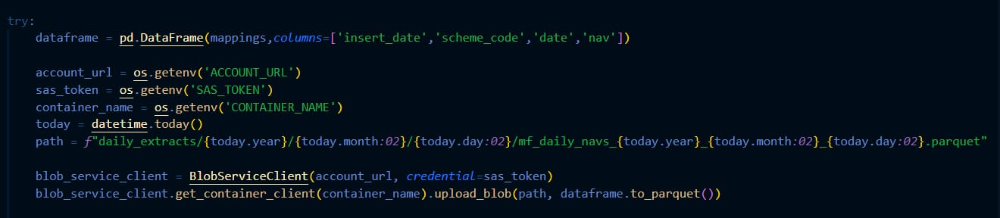 try:
    dataframe = pd.DataFrame(mappings,columns=['insert_date','scheme_code','date','nav'])
    account_url = os.getenv('ACCOUNT_URL')
    sas_token = os.getenv('SAS_TOKEN')
    container_name = os.getenv('CONTAINER_NAME')
    today = datetime.today()
    path = f"daily_extracts/{today.year}/{today.month:02}/{today.day:02}/mf_daily_navs_{today.year}_{today.month:02}_{today.day:02}.parquet"
    blob_service_client = BlobServiceClient(account_url, credential=sas_token)
    blob_service_client.get_container_client(container_name).upload_blob(path, dataframe.to_parquet())